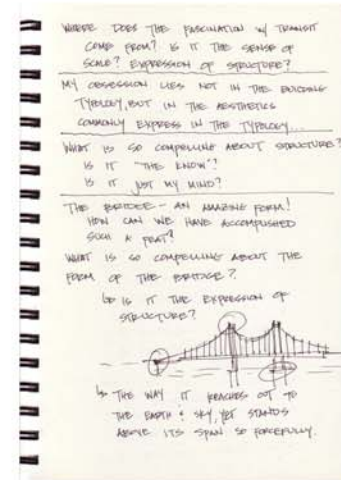 WHERE DOES THE FASCINATION W/ TRANSIT
COME FROM? IS IT THE SENSE OF
SCALE? EXPRESSION OF STRUCTURE?
MY OBSESSION LIES NOT IN THE BUILDING
TYPOLOGY, BUT IN THE AESTHETICS
COMMONLY EXPRESS IN THE TYPOLOGY...
WHAT IS SO COMPELLING ABOUT STRUCTURE?
IS IT "THE KNOW"?
IS IT JUST MY MIND?
THE BRIDGE - AN AMAZING FORM!
HOW CAN WE HAVE ACCOMPLISHED
SUCH A FEAT?
WHAT IS SO COMPELLING ABOUT THE
FORM OF THE BRIDGE?
↳ IS IT THE EXPRESSION OF
STRUCTURE?
↳ THE WAY IT REACHES OUT TO
THE EARTH & SKY, YET STANDS
ABOVE ITS SPAN SO FORCEFULLY.